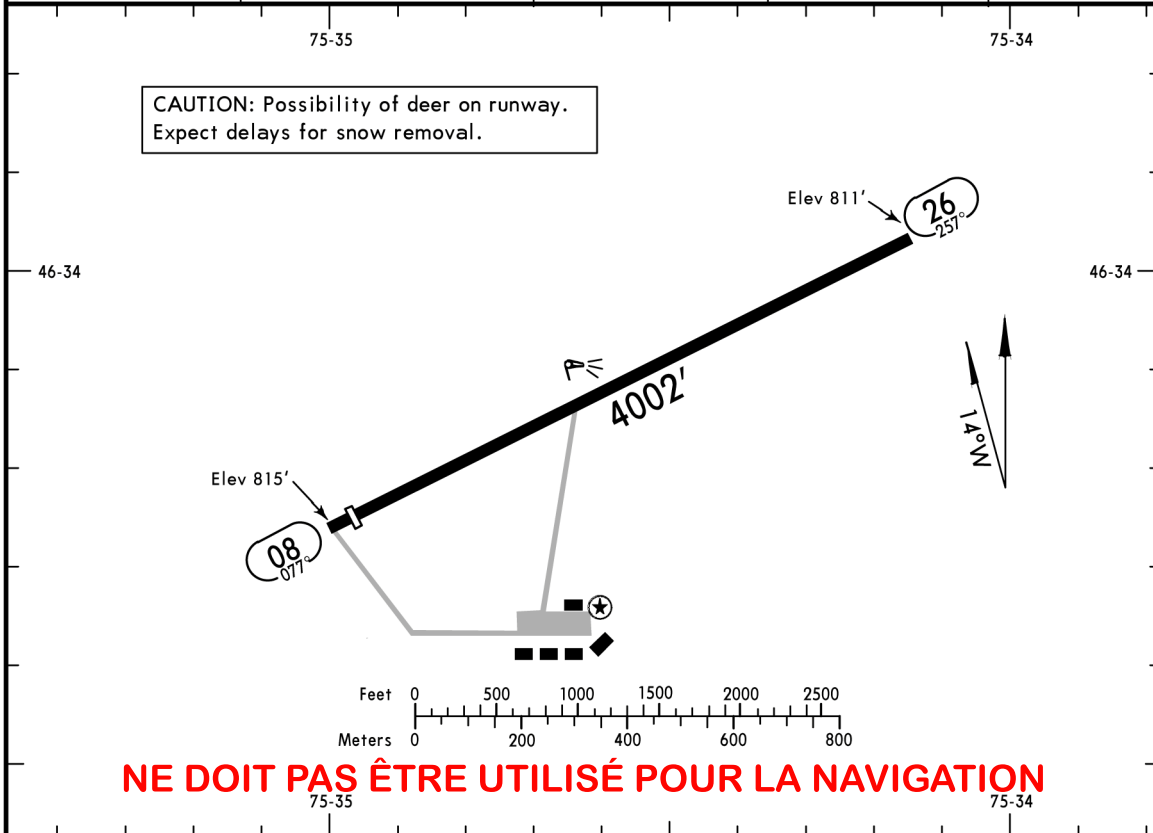 75-35
75-34
CAUTION: Possibility of deer on runway.
Expect delays for snow removal.
Elev 811'
26
257°
46-34
46-34
4002'
14°W
Elev 815'
08
077°
Feet 0 500 1000 1500 2000 2500
Meters 0 200 400 600 800
NE DOIT PAS ÊTRE UTILISÉ POUR LA NAVIGATION
75-35
75-34